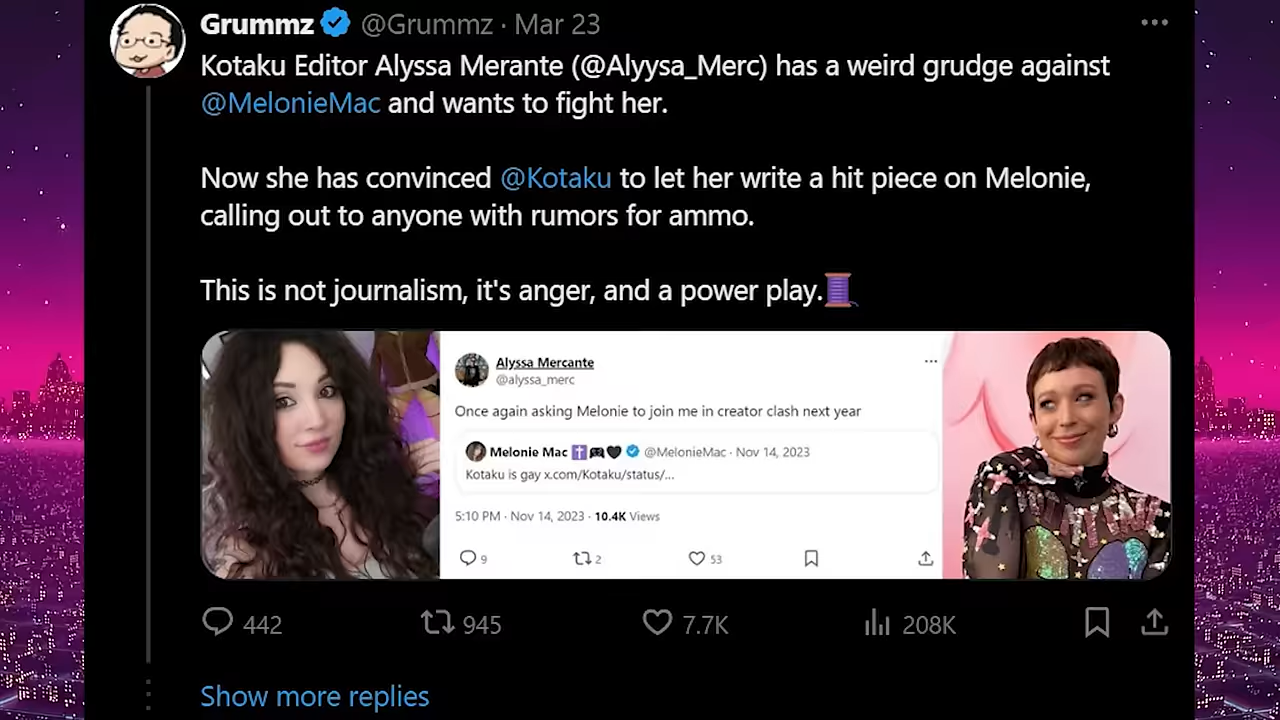 Grummz @Grummz · Mar 23
Kotaku Editor Alyssa Merante (@Alyysa_Merc) has a weird grudge against
@MelonieMac and wants to fight her.
Now she has convinced @Kotaku to let her write a hit piece on Melonie,
calling out to anyone with rumors for ammo.
This is not journalism, it's anger, and a power play.🧵
Alyssa Mercante
@alyssa_merc
Once again asking Melonie to join me in creator clash next year
Melonie Mac ✝️🎮🖤 @MelonieMac · Nov 14, 2023
Kotaku is gay x.com/Kotaku/status/...
5:10 PM · Nov 14, 2023 · 10.4K Views
9 2 53
442 945 7.7K 208K
Show more replies